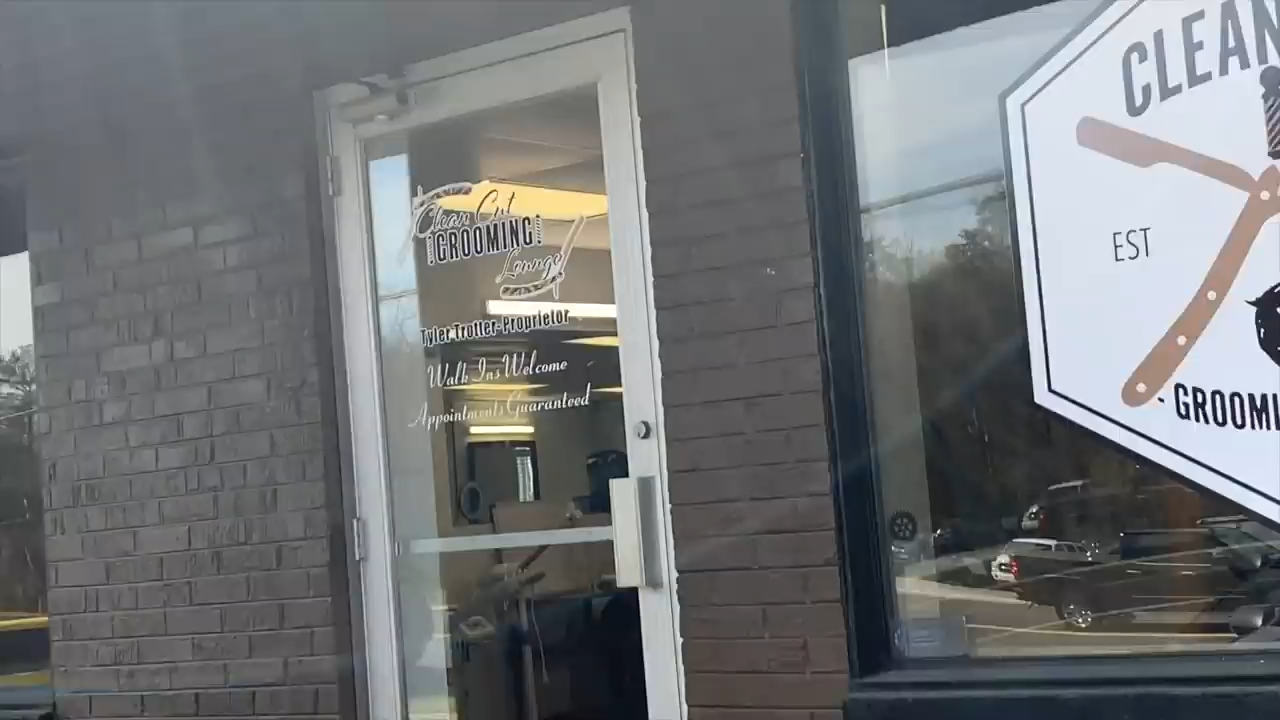 Clean Cut
GROOMING
Lounge
Tyler Trotter-Proprietor
Walk Ins Welcome
Appointments Guaranteed
CLEAN
EST
- GROOMI